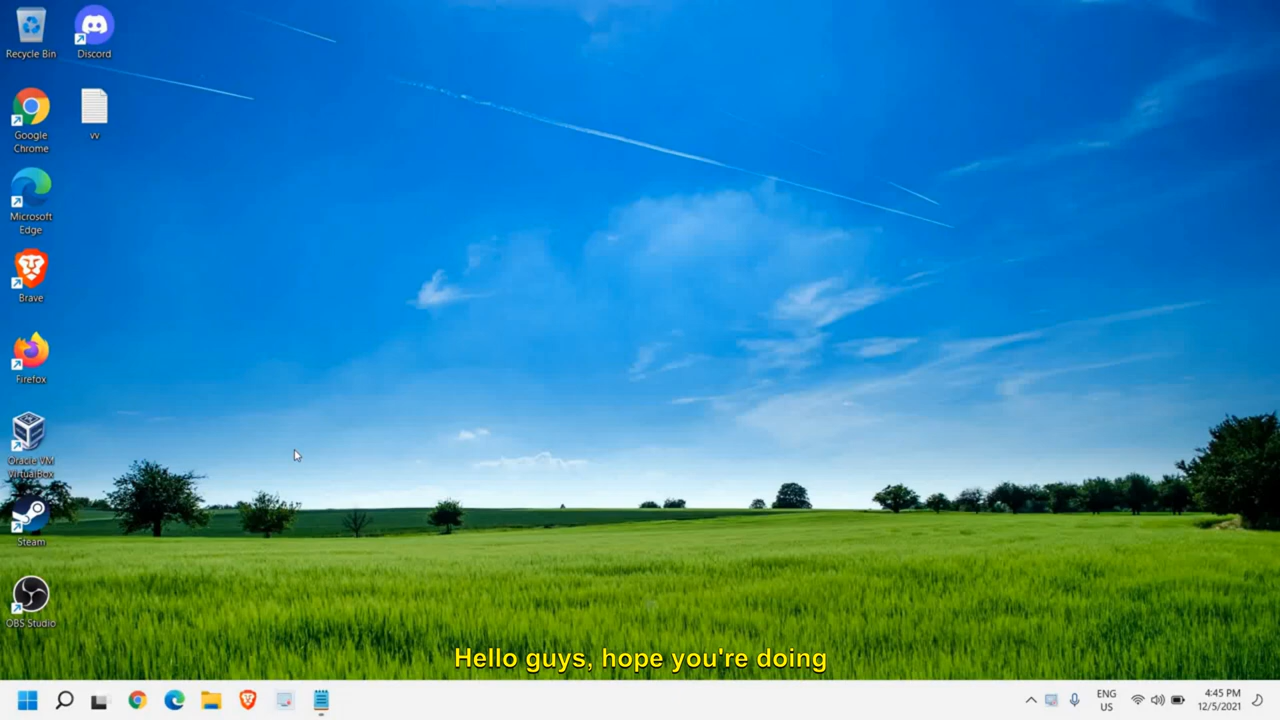 Recycle Bin
Discord
Google
Chrome
vv
Microsoft
Edge
Brave
Firefox
Oracle VM
VirtualBox
Steam
OBS Studio
Hello guys, hope you're doing
ENG
US
4:45 PM
12/5/2021